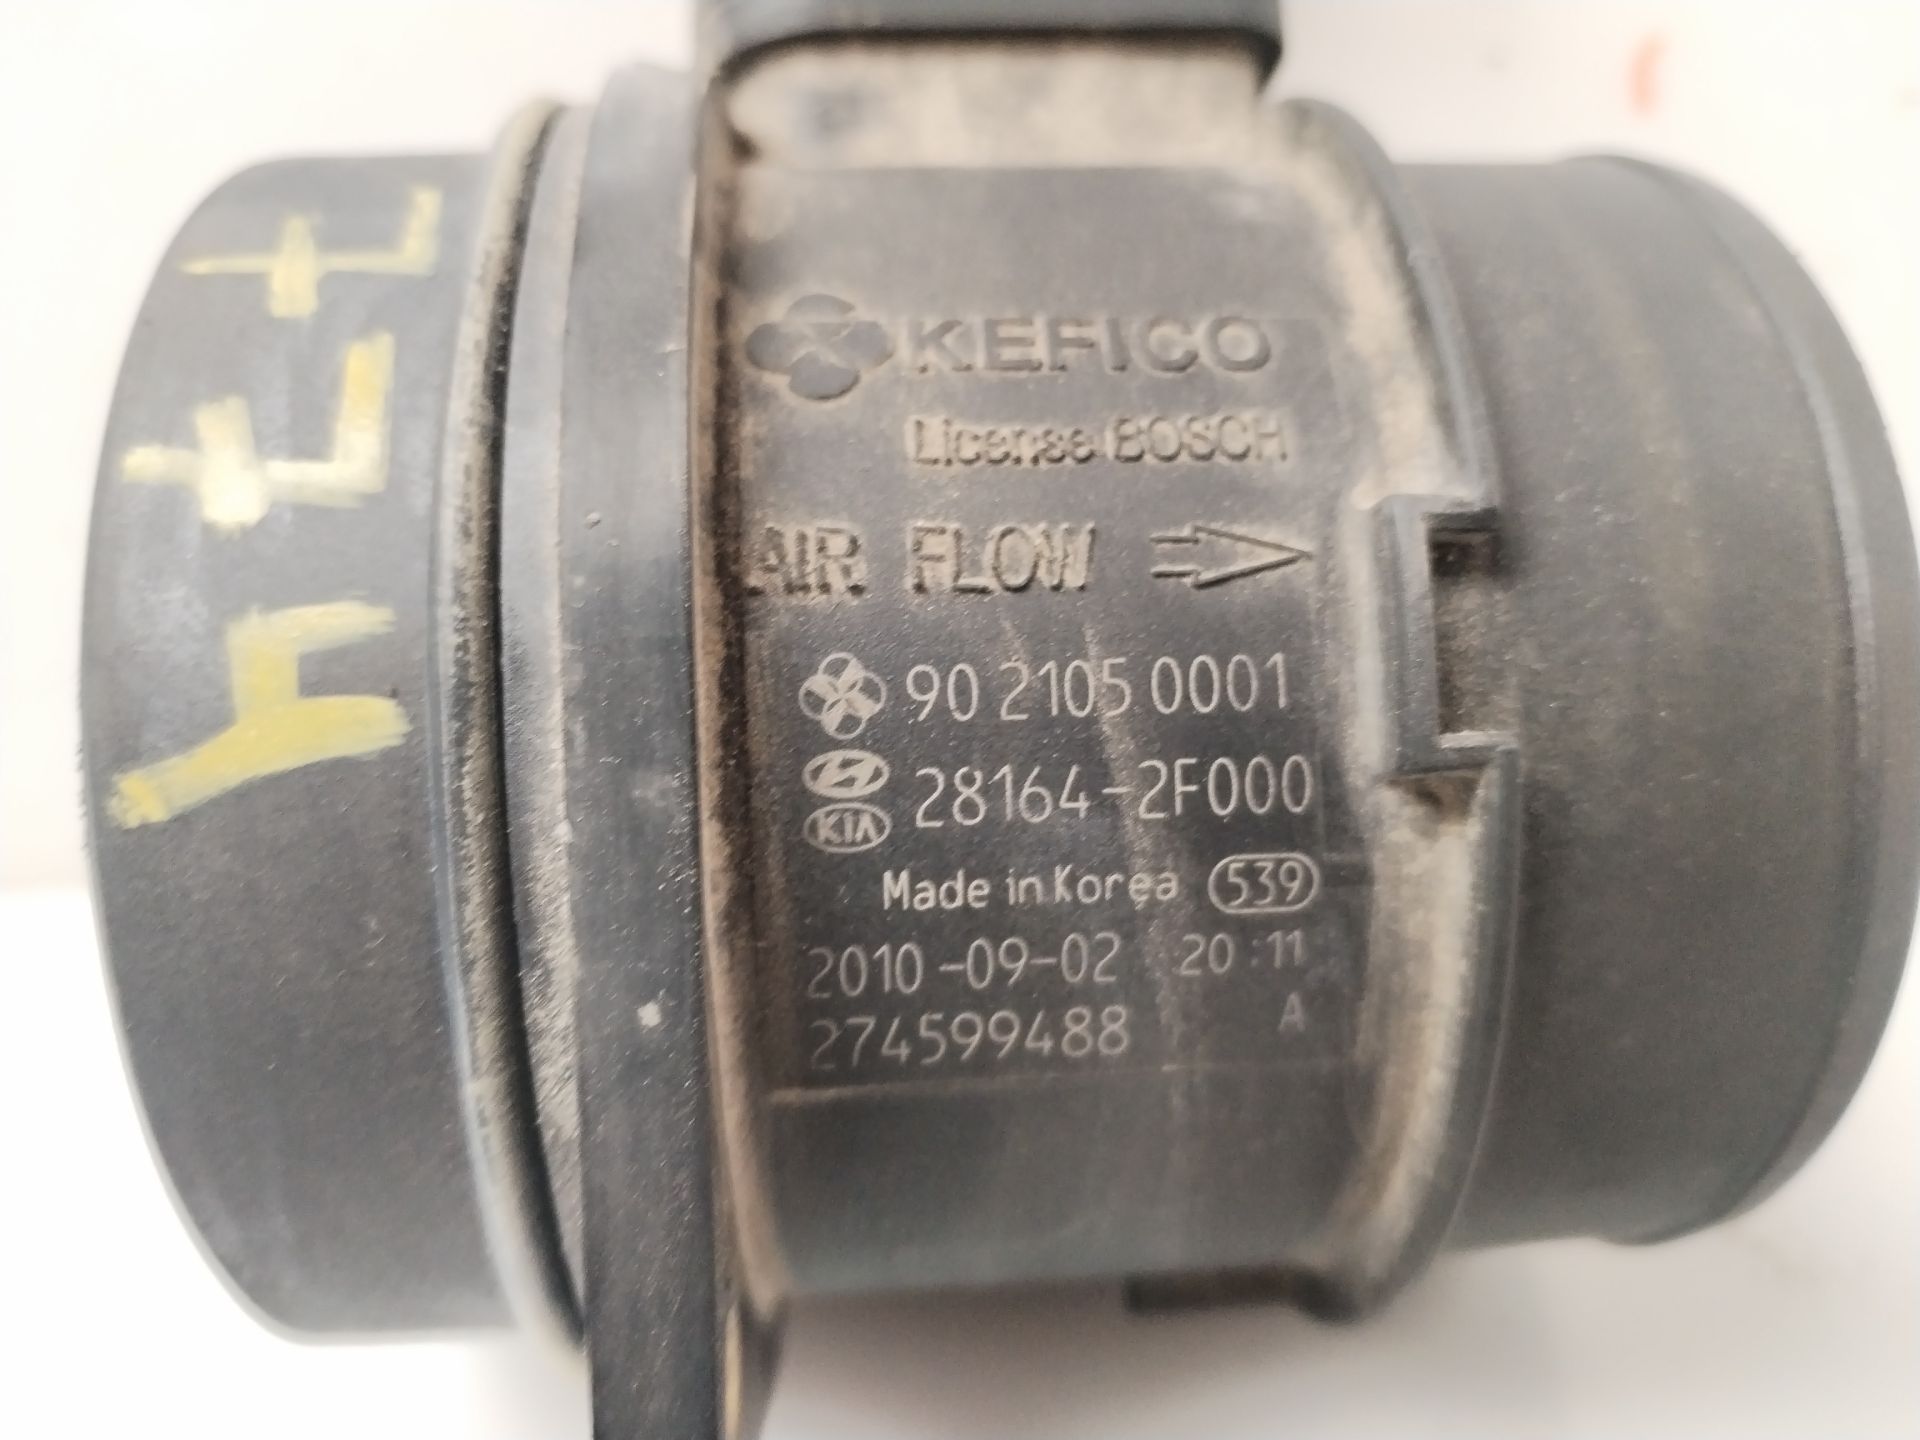 KEFICO
License BOSCH
AIR FLOW
90 2105 0001
28164-2F000
KIA
Made in Korea 539
2010-09-02 20:11
274599488 A